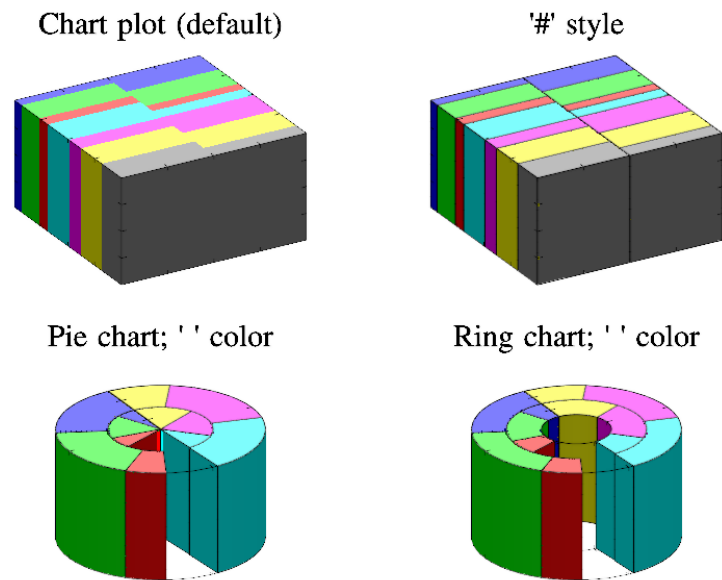 Chart plot (default)
'#' style
Pie chart; ' ' color
Ring chart; ' ' color